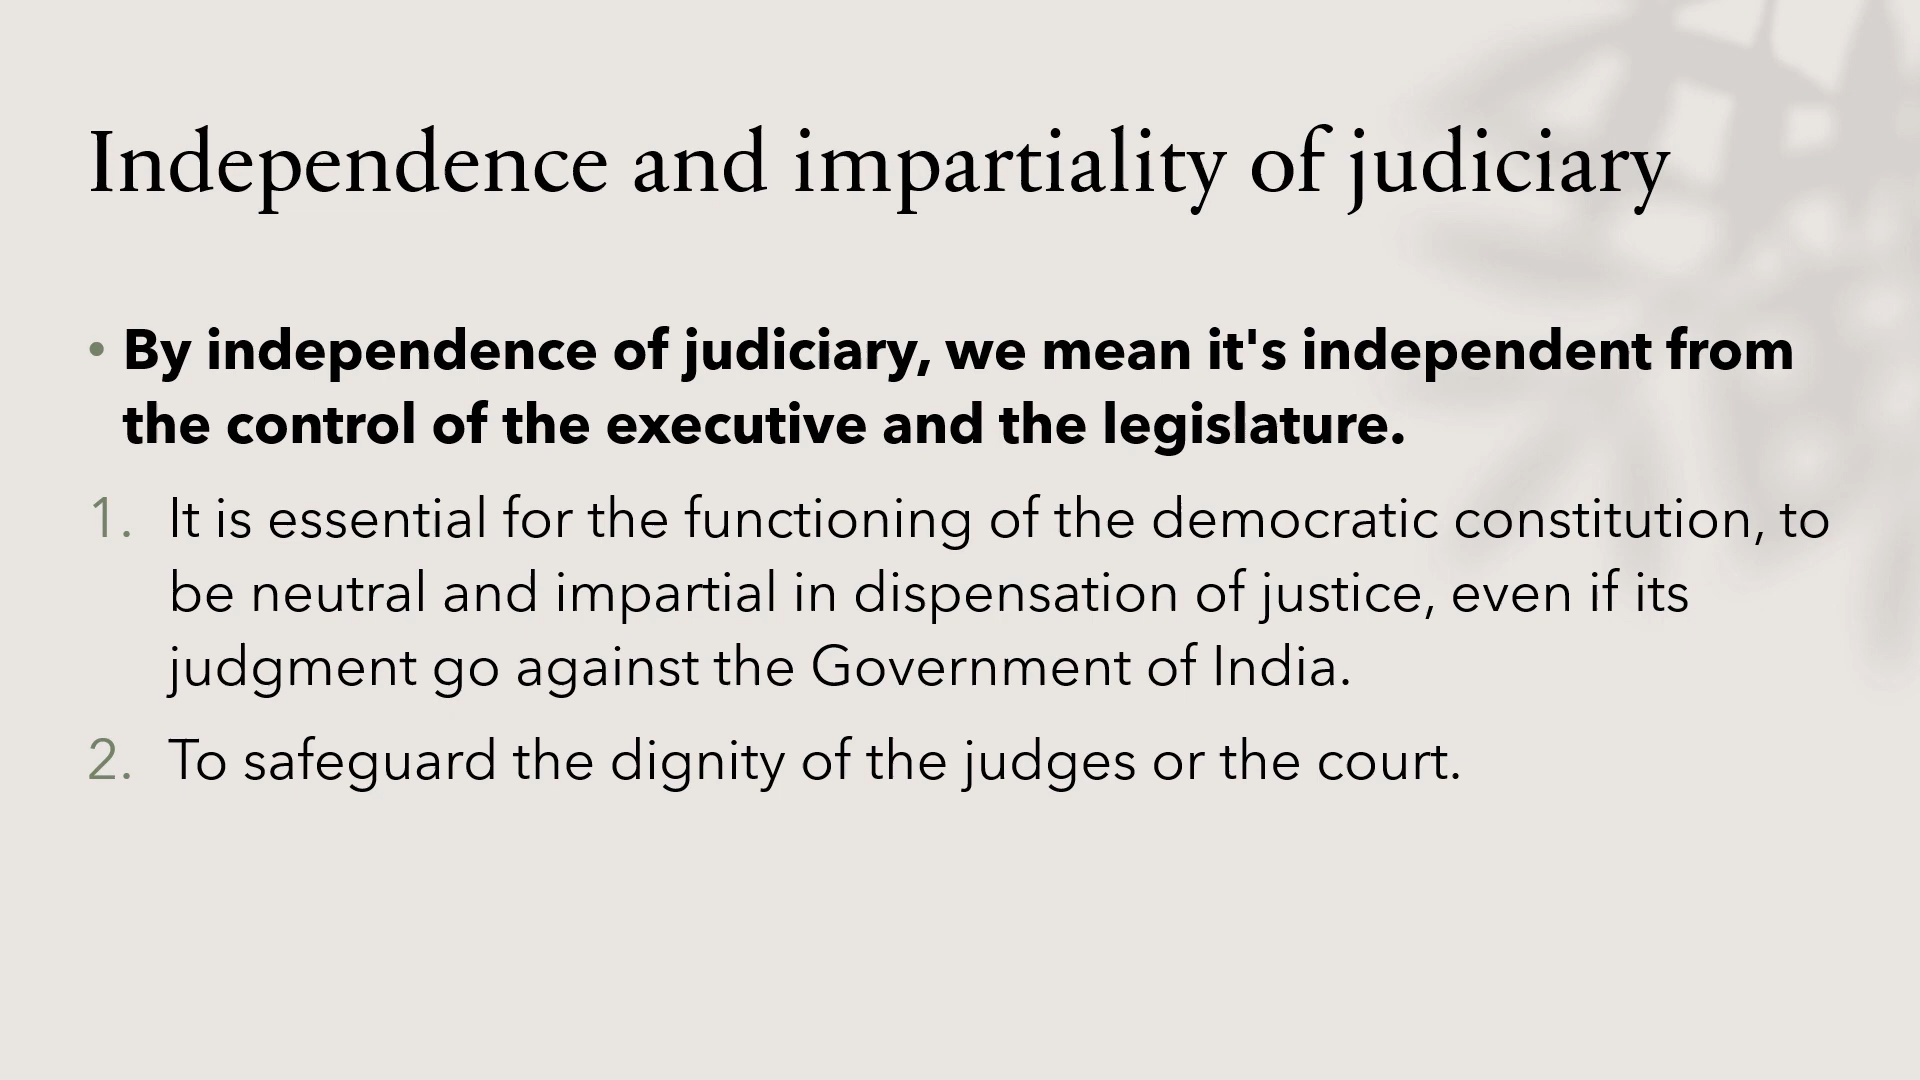 Independence and impartiality of judiciary
• By independence of judiciary, we mean it's independent from
the control of the executive and the legislature.
1. It is essential for the functioning of the democratic constitution, to
be neutral and impartial in dispensation of justice, even if its
judgment go against the Government of India.
2. To safeguard the dignity of the judges or the court.